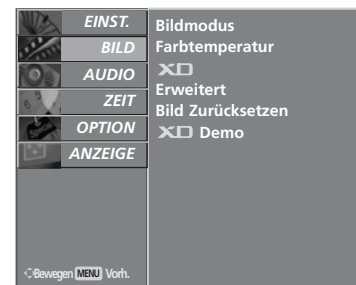 EINST.
BILD
AUDIO
ZEIT
OPTION
ANZEIGE
Bewegen MENU Vorh.
Bildmodus
Farbtemperatur
XD
Erweitert
Bild Zurücksetzen
XD Demo